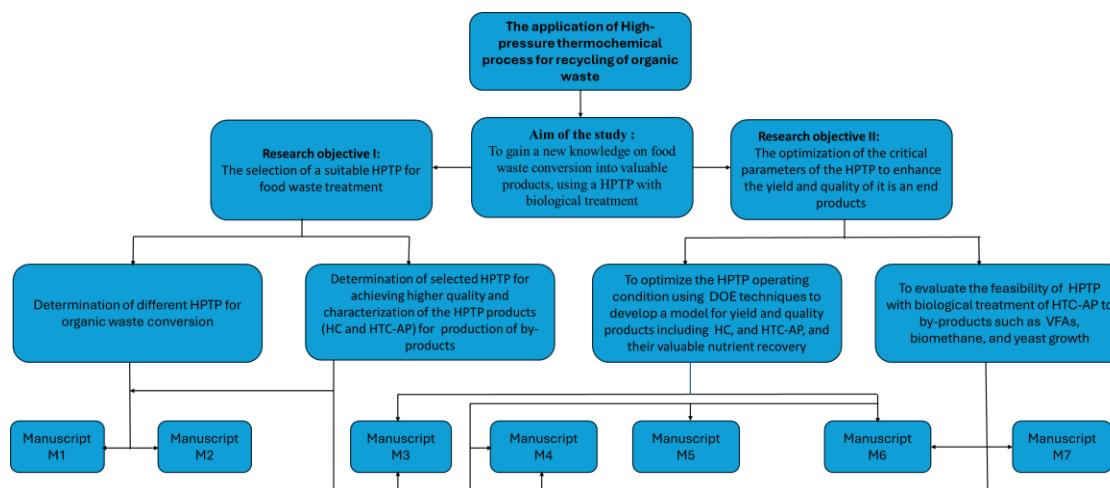 The application of High-
pressure thermochemical
process for recycling of organic
waste
Aim of the study :
To gain a new knowledge on food
waste conversion into valuable
products, using a HPTP with
biological treatment
Research objective I:
The selection of a suitable HPTP for
food waste treatment
Research objective II:
The optimization of the critical
parameters of the HPTP to enhance
the yield and quality of it is an end
products
Determination of different HPTP for
organic waste conversion
Determination of selected HPTP for
achieving higher quality and
characterization of the HPTP products
(HC and HTC-AP) for production of by-
products
To optimize the HPTP operating
condition using DOE techniques to
develop a model for yield and quality
products including HC, and HTC-AP, and
their valuable nutrient recovery
To evaluate the feasibility of HPTP
with biological treatment of HTC-AP to
by-products such as VFAs,
biomethane, and yeast growth
Manuscript
M1
Manuscript
M2
Manuscript
M3
Manuscript
M4
Manuscript
M5
Manuscript
M6
Manuscript
M7